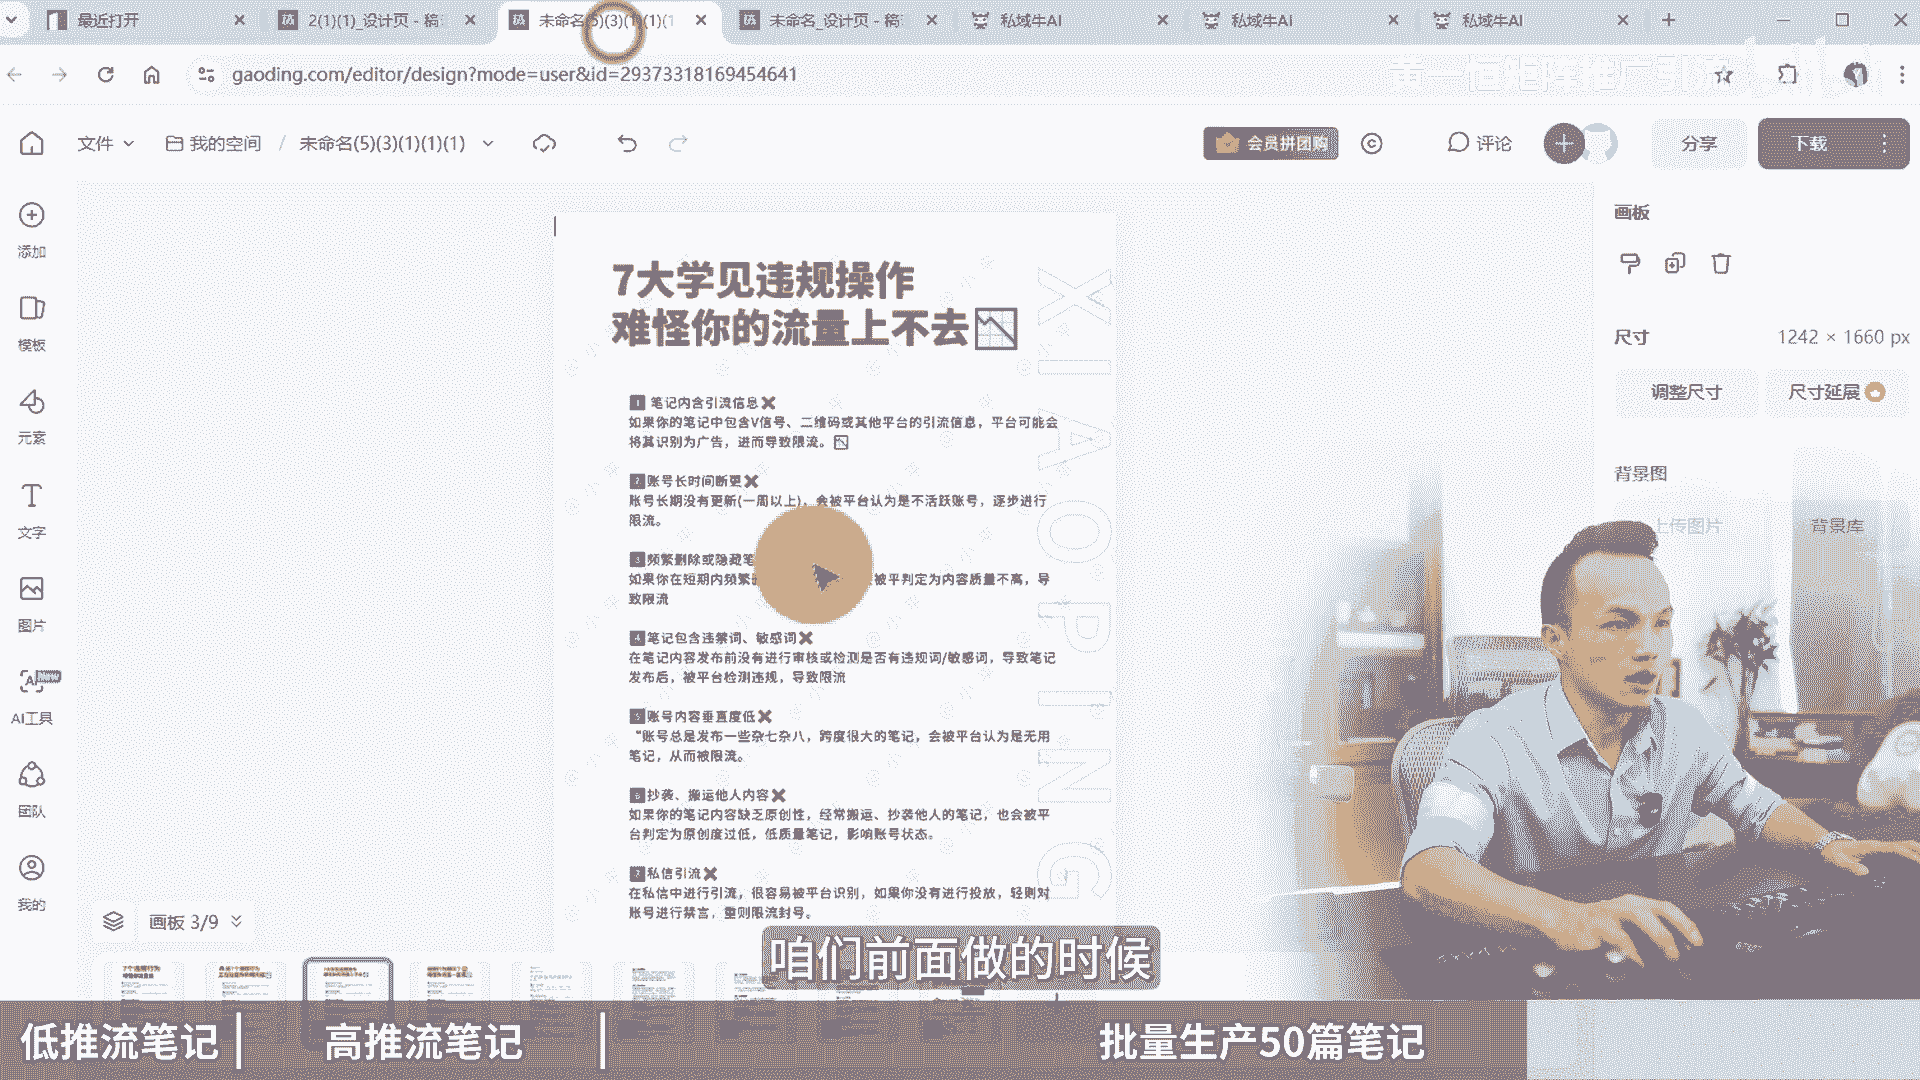 最近打开
2(1)(1)_设计页 - 稿
未命名(5)(3)(1)(1)(1
未命名_设计页 - 稿
私域牛AI
私域牛AI
私域牛AI
gaoding.com/editor/design?mode=user&id=29373318169454641
黄一恒矩阵推广引流
文件
我的空间 / 未命名(5)(3)(1)(1)(1)
会员拼团购
评论
分享
下载
添加
模板
元素
文字
图片
AI工具
New
团队
我的
画板
尺寸
1242 × 1660 px
调整尺寸
尺寸延展
背景图
上传图片
背景库
7大学见违规操作
难怪你的流量上不去
XIAOPING
1 笔记内含引流信息
如果你的笔记中包含V信号、二维码或其他平台的引流信息，平台可能会
将其识别为广告，进而导致限流。
2 账号长时间断更
账号长期没有更新(一周以上)，会被平台认为是不活跃账号，逐步进行
限流。
3 频繁删除或隐藏笔
如果你在短期内频繁 被平判定为内容质量不高，导
致限流
4 笔记包含违禁词、敏感词
在笔记内容发布前没有进行审核或检测是否有违规词/敏感词，导致笔记
发布后，被平台检测违规，导致限流
5 账号内容垂直度低
“账号总是发布一些杂七杂八，跨度很大的笔记，会被平台认为是无用
笔记，从而被限流。
6 抄袭、搬运他人内容
如果你的笔记内容缺乏原创性，经常搬运、抄袭他人的笔记，也会被平
台判定为原创度过低，低质量笔记，影响账号状态。
7 私信引流
在私信中进行引流，很容易被平台识别，如果你没有进行投放，轻则对
账号进行禁言，重则限流封号。
画板 3/9
咱们前面做的时候
低推流笔记
高推流笔记
批量生产50篇笔记